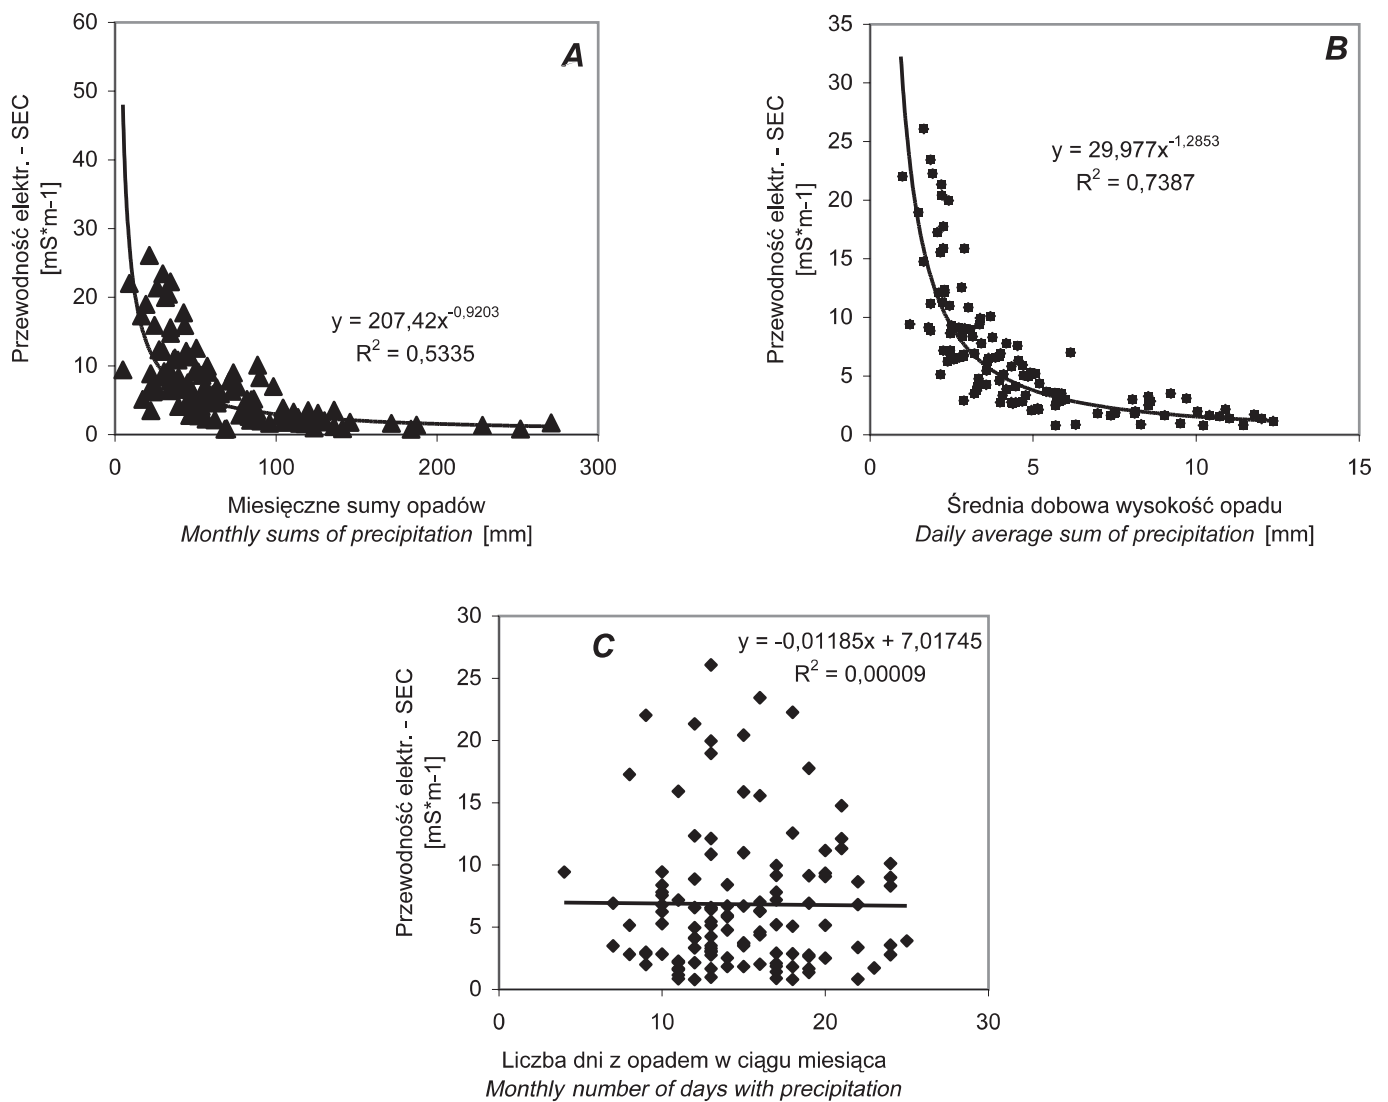 A
Przewodność elektr. - SEC
[mS*m-1]
60
50
40
30
20
10
0
y = 207,42x^-0,9203
R^2 = 0,5335
0 100 200 300
Miesięczne sumy opadów
Monthly sums of precipitation [mm]
B
Przewodność elektr. - SEC
[mS*m-1]
35
30
25
20
15
10
5
0
y = 29,977x^-1,2853
R^2 = 0,7387
0 5 10 15
Średnia dobowa wysokość opadu
Daily average sum of precipitation [mm]
C
Przewodność elektr. - SEC
[mS*m-1]
30
25
20
15
10
5
0
y = -0,01185x + 7,01745
R^2 = 0,00009
0 10 20 30
Liczba dni z opadem w ciągu miesiąca
Monthly number of days with precipitation